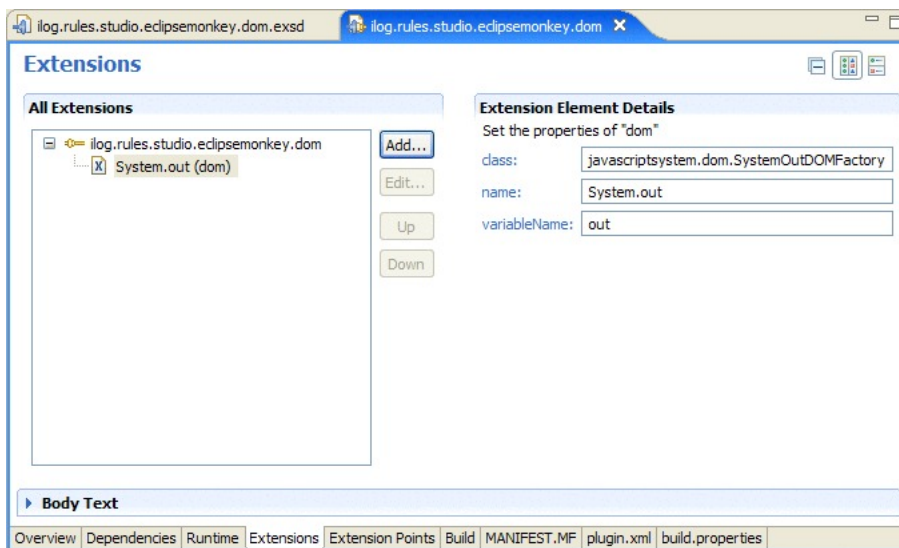 ilog.rules.studio.eclipsemonkey.dom.exsd
ilog.rules.studio.eclipsemonkey.dom
Extensions
All Extensions
ilog.rules.studio.eclipsemonkey.dom
System.out (dom)
Add...
Edit...
Up
Down
Extension Element Details
Set the properties of "dom"
class: javascriptsystem.dom.SystemOutDOMFactory
name: System.out
variableName: out
Body Text
Overview Dependencies Runtime Extensions Extension Points Build MANIFEST.MF plugin.xml build.properties